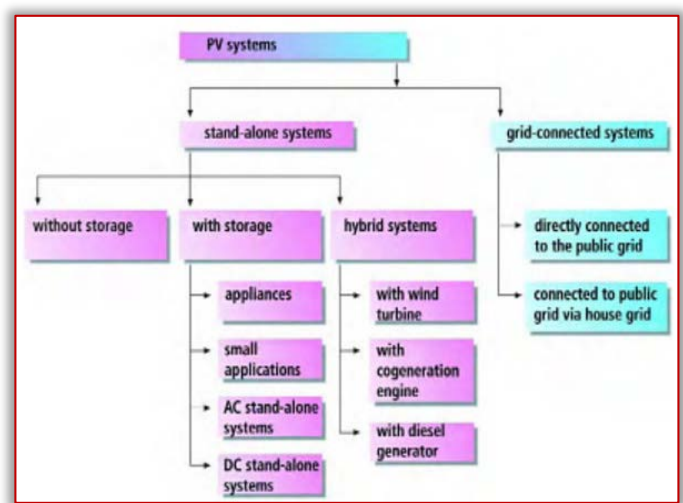 PV systems
stand-alone systems
grid-connected systems
without storage
with storage
hybrid systems
directly connected
to the public grid
appliances
with wind
turbine
connected to public
grid via house grid
small
applications
with
cogeneration
engine
AC stand-alone
systems
with diesel
generator
DC stand-alone
systems